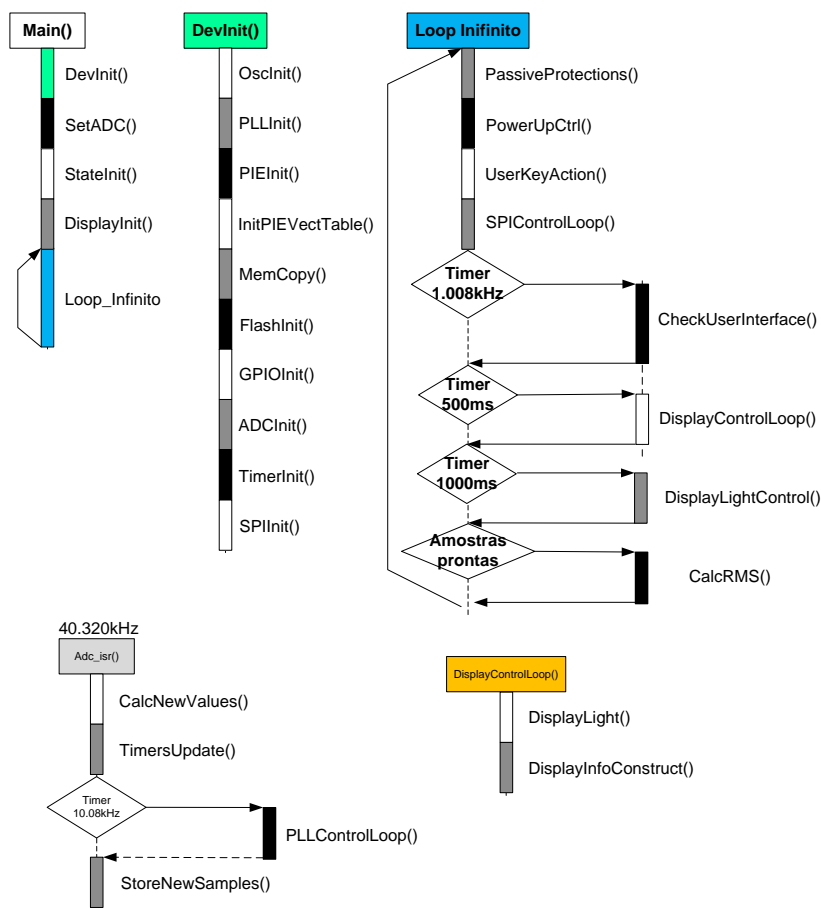 Main()
DevInit()
SetADC()
StateInit()
DisplayInit()
Loop_Infinito
DevInit()
OscInit()
PLLInit()
PIEInit()
InitPIEVectTable()
MemCopy()
FlashInit()
GPIOInit()
ADCInit()
TimerInit()
SPIInit()
Loop Inifinito
PassiveProtections()
PowerUpCtrl()
UserKeyAction()
SPIControlLoop()
Timer
1.008kHz
CheckUserInterface()
Timer
500ms
DisplayControlLoop()
Timer
1000ms
DisplayLightControl()
Amostras
prontas
CalcRMS()
40.320kHz
Adc_isr()
CalcNewValues()
TimersUpdate()
Timer
10.08kHz
PLLControlLoop()
StoreNewSamples()
DisplayControlLoop()
DisplayLight()
DisplayInfoConstruct()